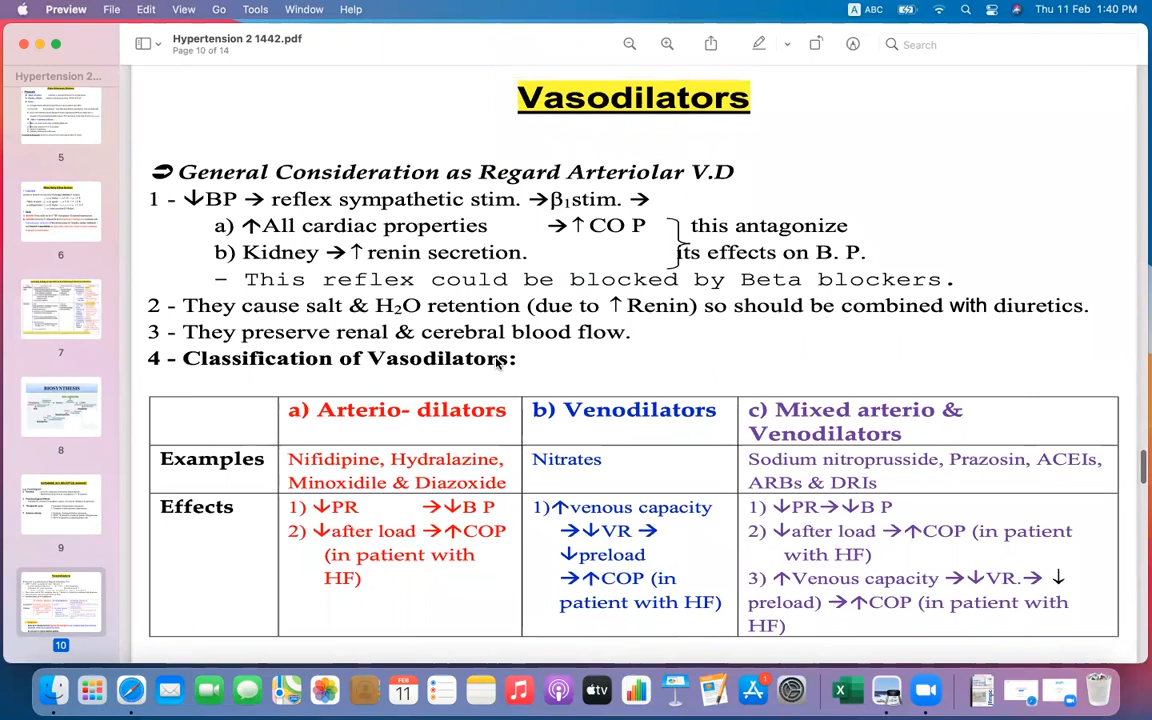 Preview File Edit View Go Tools Window Help A ABC Thu 11 Feb 1:40 PM
Hypertension 2 1442.pdf
Page 10 of 14
Search
Hypertension 2...
5
6
7
BIOSYNTHESIS
8
9
10
Vasodilators
➲ General Consideration as Regard Arteriolar V.D
1 - ↓BP → reflex sympathetic stim. →β₁stim. →
a) ↑All cardiac properties →↑CO P this antagonize
b) Kidney →↑renin secretion. its effects on B. P.
– This reflex could be blocked by Beta blockers.
2 - They cause salt & H₂O retention (due to ↑Renin) so should be combined with diuretics.
3 - They preserve renal & cerebral blood flow.
4 - Classification of Vasodilators:
a) Arterio- dilators b) Venodilators c) Mixed arterio &
Venodilators
Examples Nifidipine, Hydralazine, Nitrates Sodium nitroprusside, Prazosin, ACEIs,
Minoxidile & Diazoxide ARBs & DRIs
Effects 1) ↓PR →↓B P 1)↑venous capacity 1) ↓PR→↓B P
2) ↓after load →↑COP →↓VR → 2) ↓after load →↑COP (in patient
(in patient with ↓preload with HF)
HF) →↑COP (in 3) ↑Venous capacity →↓VR.→ ↓
patient with HF) preload) →↑COP (in patient with
HF)
FEB
11
tv
1